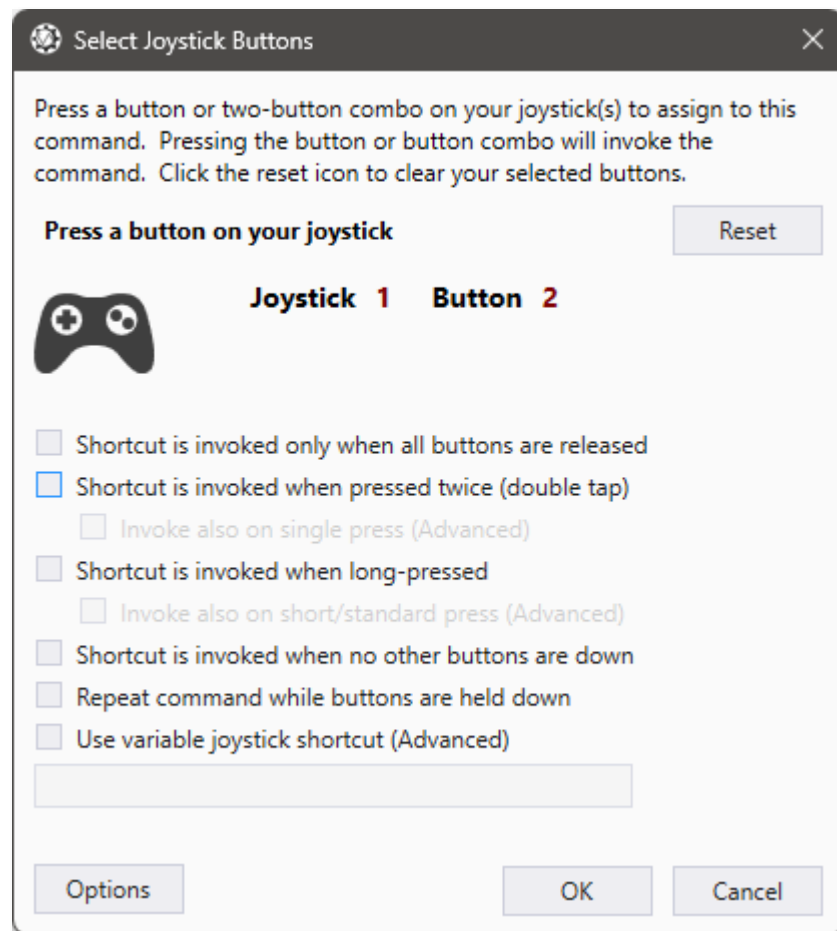 Select Joystick Buttons
Press a button or two-button combo on your joystick(s) to assign to this
command.  Pressing the button or button combo will invoke the
command.  Click the reset icon to clear your selected buttons.
Press a button on your joystick
Reset
Joystick 1 Button 2
Shortcut is invoked only when all buttons are released
Shortcut is invoked when pressed twice (double tap)
Invoke also on single press (Advanced)
Shortcut is invoked when long-pressed
Invoke also on short/standard press (Advanced)
Shortcut is invoked when no other buttons are down
Repeat command while buttons are held down
Use variable joystick shortcut (Advanced)
Options
OK
Cancel